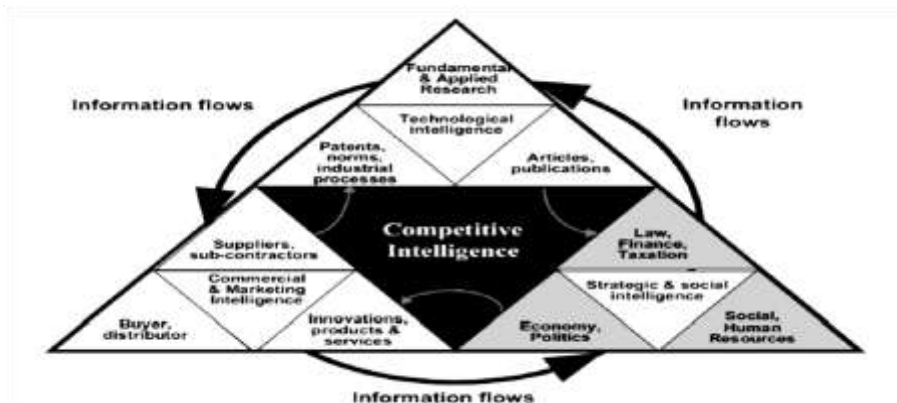 Fundamental
& Applied
Research
Information flows
Information
flows
Technological
intelligence
Patents,
norms,
industrial
processes
Articles,
publications
Competitive
Intelligence
Suppliers,
sub-contractors
Law,
Finance,
Taxation
Commercial
& Marketing
Intelligence
Strategic & social
intelligence
Buyer,
distributor
Innovations,
products &
services
Economy,
Politics
Social,
Human
Resources
Information flows